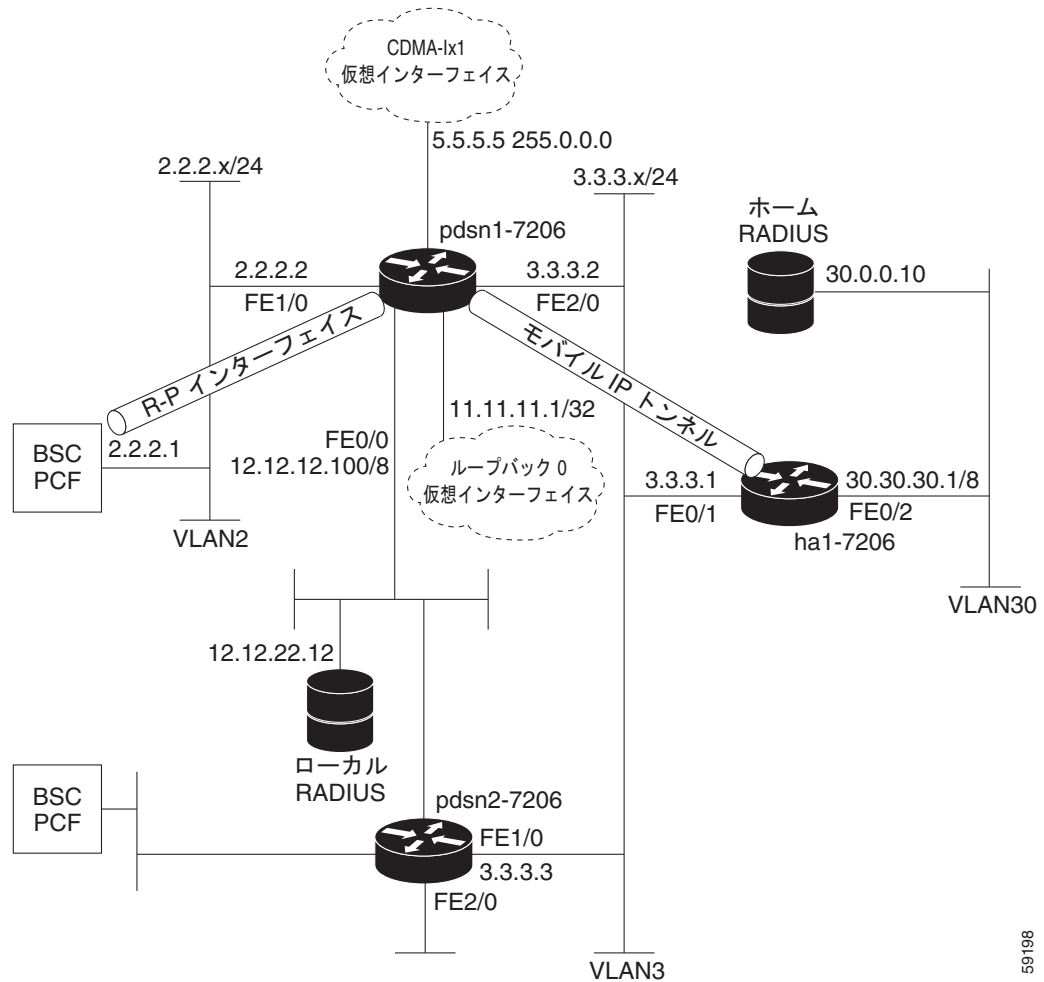 CDMA-Ix1
仮想インターフェイス
5.5.5.5 255.0.0.0
2.2.2.x/24
3.3.3.x/24
ホーム
RADIUS
pdsn1-7206
2.2.2.2
3.3.3.2
30.0.0.10
FE1/0
FE2/0
R-P インターフェイス
モバイル IP トンネル
11.11.11.1/32
BSC
PCF
2.2.2.1
FE0/0
12.12.12.100/8
ループバック 0
仮想インターフェイス
3.3.3.1
30.30.30.1/8
FE0/1
FE0/2
ha1-7206
VLAN2
VLAN30
12.12.22.12
ローカル
RADIUS
BSC
PCF
pdsn2-7206
FE1/0
3.3.3.3
FE2/0
VLAN3
59198